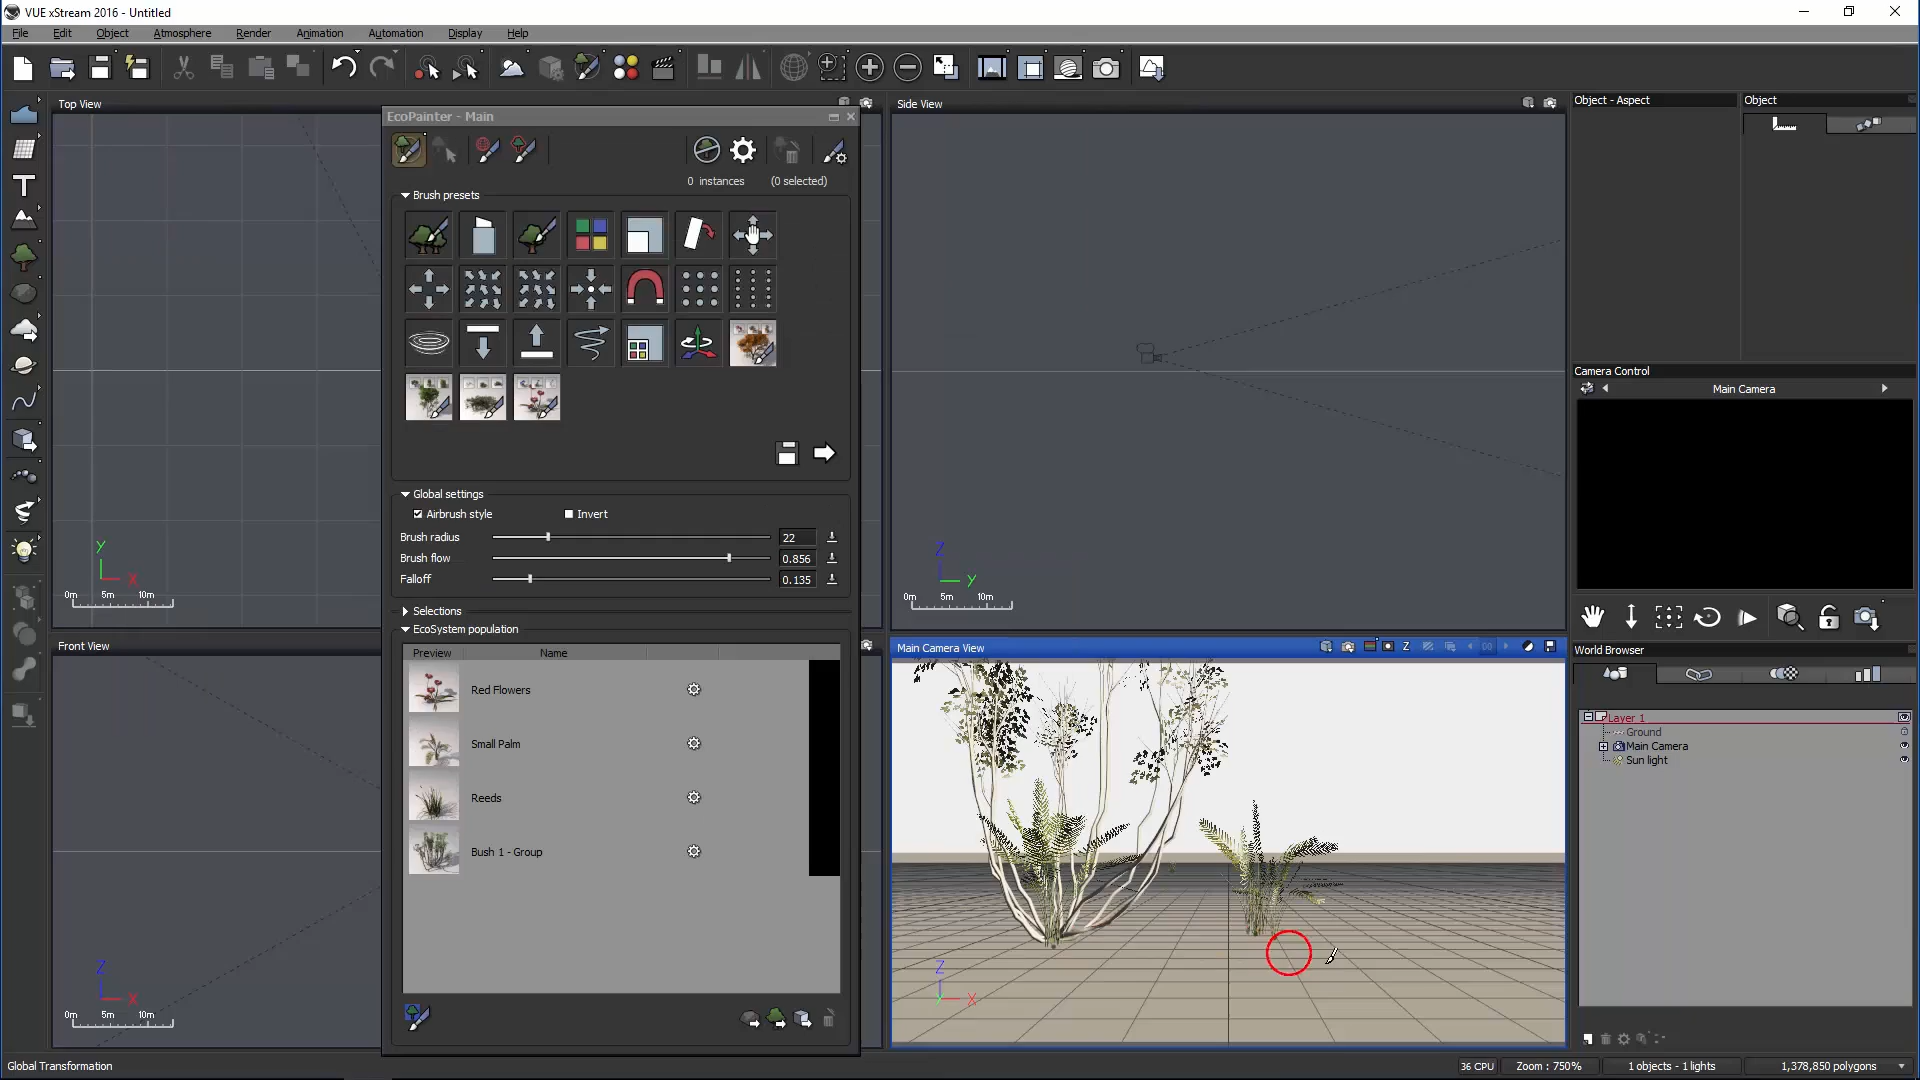 VUE xStream 2016 - Untitled
File Edit Object Atmosphere Render Animation Automation Display Help
Top View
EcoPainter - Main
0 instances (0 selected)
Brush presets
Global settings
Airbrush style Invert
Brush radius 22
Brush flow 0.856
Falloff 0.135
Selections
EcoSystem population
Preview Name
Red Flowers
Small Palm
Reeds
Bush 1 - Group
Y
X
0m 5m 10m
Front View
Z
X
0m 5m 10m
Side View
Z
Y
0m 5m 10m
Main Camera View
Z
Z
Y
X
Object - Aspect
Object
Camera Control
Main Camera
World Browser
Layer 1
Ground
Main Camera
Sun light
Global Transformation
36 CPU
Zoom : 750%
1 objects - 1 lights
1,378,850 polygons